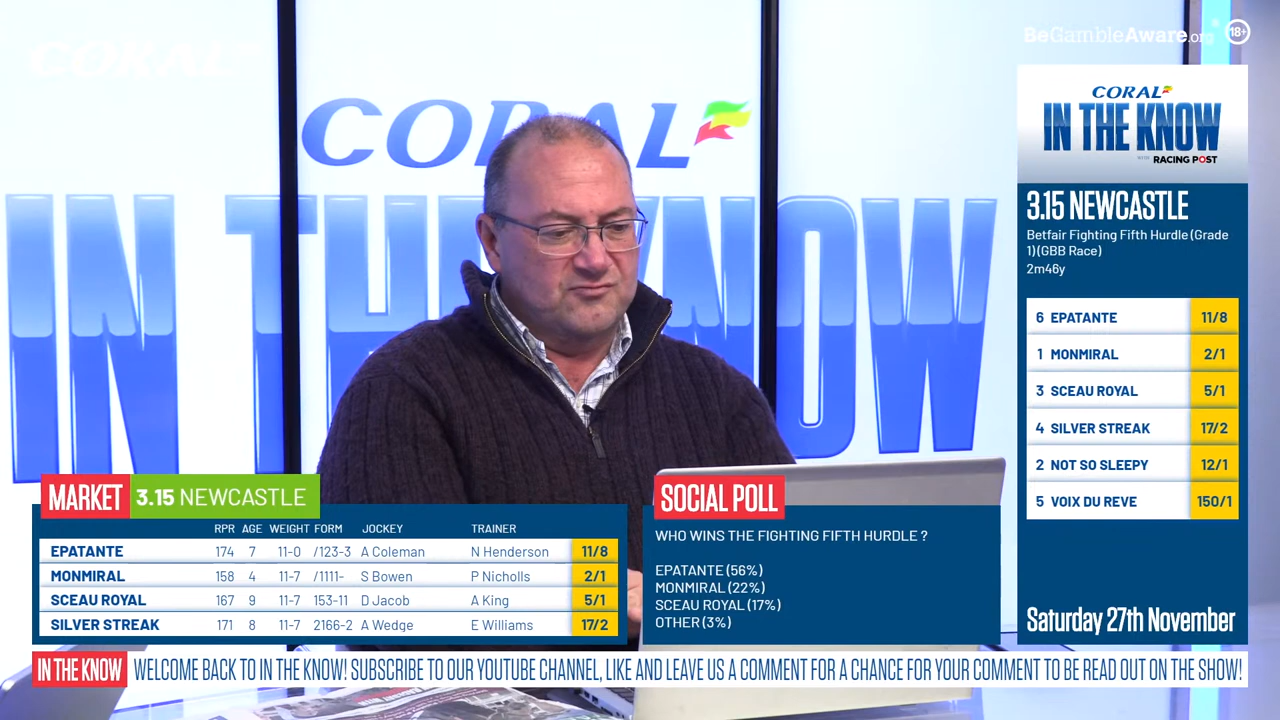 CORAL
BeGambleAware.org 18+
CORAL
IN THE KNOW
CORAL
IN THE KNOW
WITH RACING POST
3.15 NEWCASTLE
Betfair Fighting Fifth Hurdle (Grade
1) (GBB Race)
2m46y
6 EPATANTE 11/8
1 MONMIRAL 2/1
3 SCEAU ROYAL 5/1
4 SILVER STREAK 17/2
2 NOT SO SLEEPY 12/1
5 VOIX DU REVE 150/1
Saturday 27th November
MARKET 3.15 NEWCASTLE
RPR AGE WEIGHT FORM JOCKEY TRAINER
EPATANTE 174 7 11-0 /123-3 A Coleman N Henderson 11/8
MONMIRAL 158 4 11-7 /1111- S Bowen P Nicholls 2/1
SCEAU ROYAL 167 9 11-7 153-11 D Jacob A King 5/1
SILVER STREAK 171 8 11-7 2166-2 A Wedge E Williams 17/2
SOCIAL POLL
WHO WINS THE FIGHTING FIFTH HURDLE ?
EPATANTE (56%)
MONMIRAL (22%)
SCEAU ROYAL (17%)
OTHER (3%)
IN THE KNOW WELCOME BACK TO IN THE KNOW! SUBSCRIBE TO OUR YOUTUBE CHANNEL, LIKE AND LEAVE US A COMMENT FOR A CHANCE FOR YOUR COMMENT TO BE READ OUT ON THE SHOW!